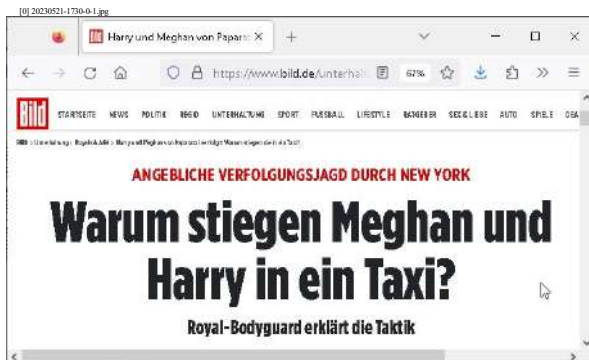 [0] 20230521-1730-0-1.jpg
Harry und Meghan von Papara
https://www.bild.de/unterhal 67%
Bild STARTSEITE NEWS POLITIK REGIO UNTERHALTUNG SPORT FUSSBALL LIFESTYLE RATGEBER SEX & LIEBE AUTO SPIELE DEA
ANGEBLICHE VERFOLGUNGSJAGD DURCH NEW YORK
Warum stiegen Meghan und
Harry in ein Taxi?
Royal-Bodyguard erklärt die Taktik